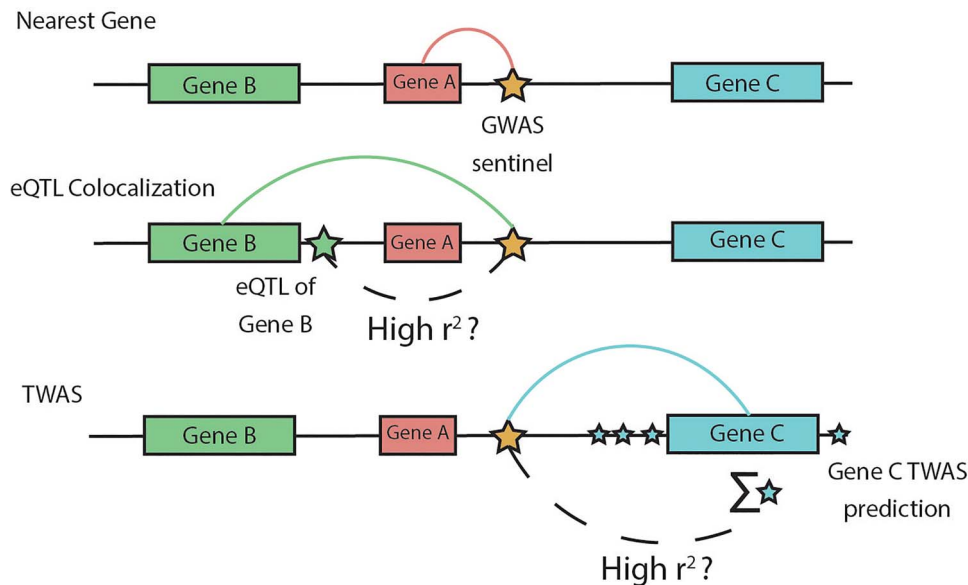 Nearest Gene
Gene B
Gene A
Gene C
GWAS
sentinel
eQTL Colocalization
Gene B
Gene A
Gene C
eQTL of
Gene B
High r²?
TWAS
Gene B
Gene A
Gene C
Σ
Gene C TWAS
prediction
High r²?